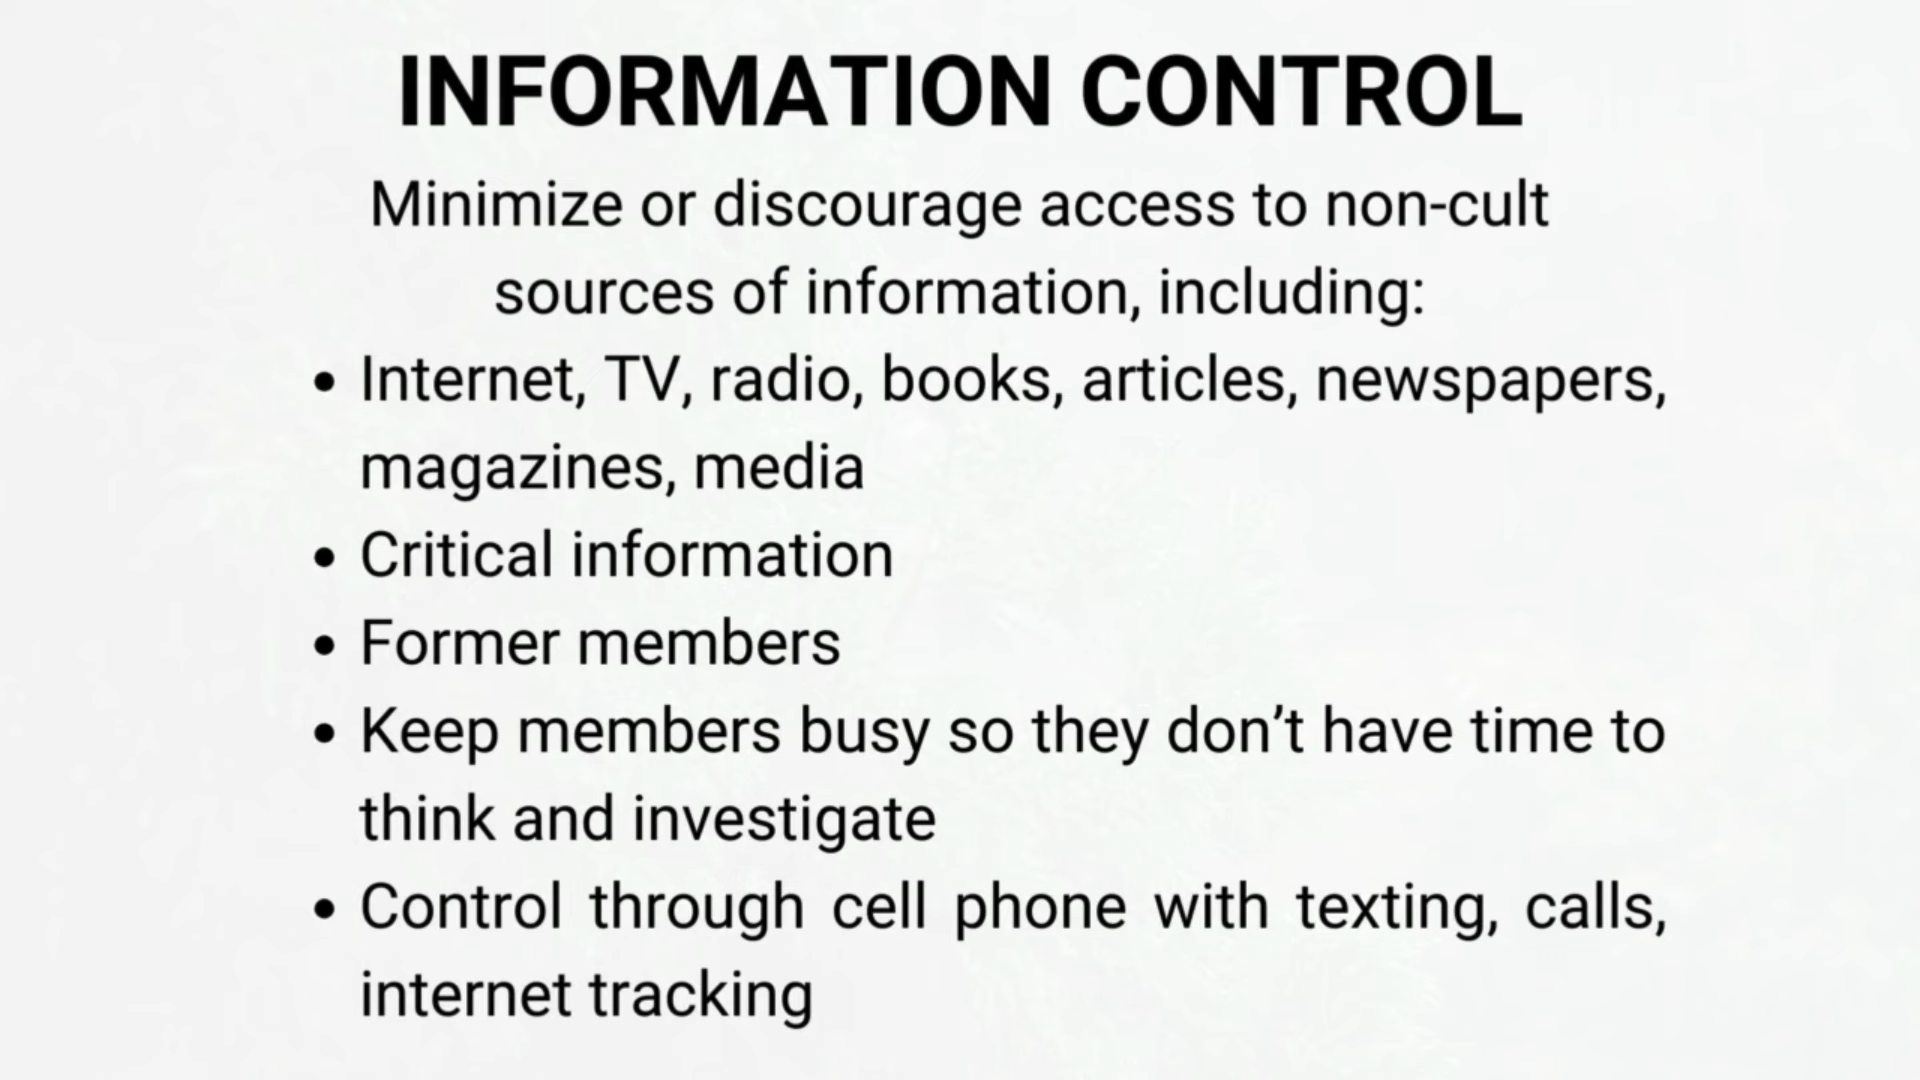 INFORMATION CONTROL
Minimize or discourage access to non-cult
sources of information, including:
• Internet, TV, radio, books, articles, newspapers,
magazines, media
• Critical information
• Former members
• Keep members busy so they don’t have time to
think and investigate
• Control through cell phone with texting, calls,
internet tracking